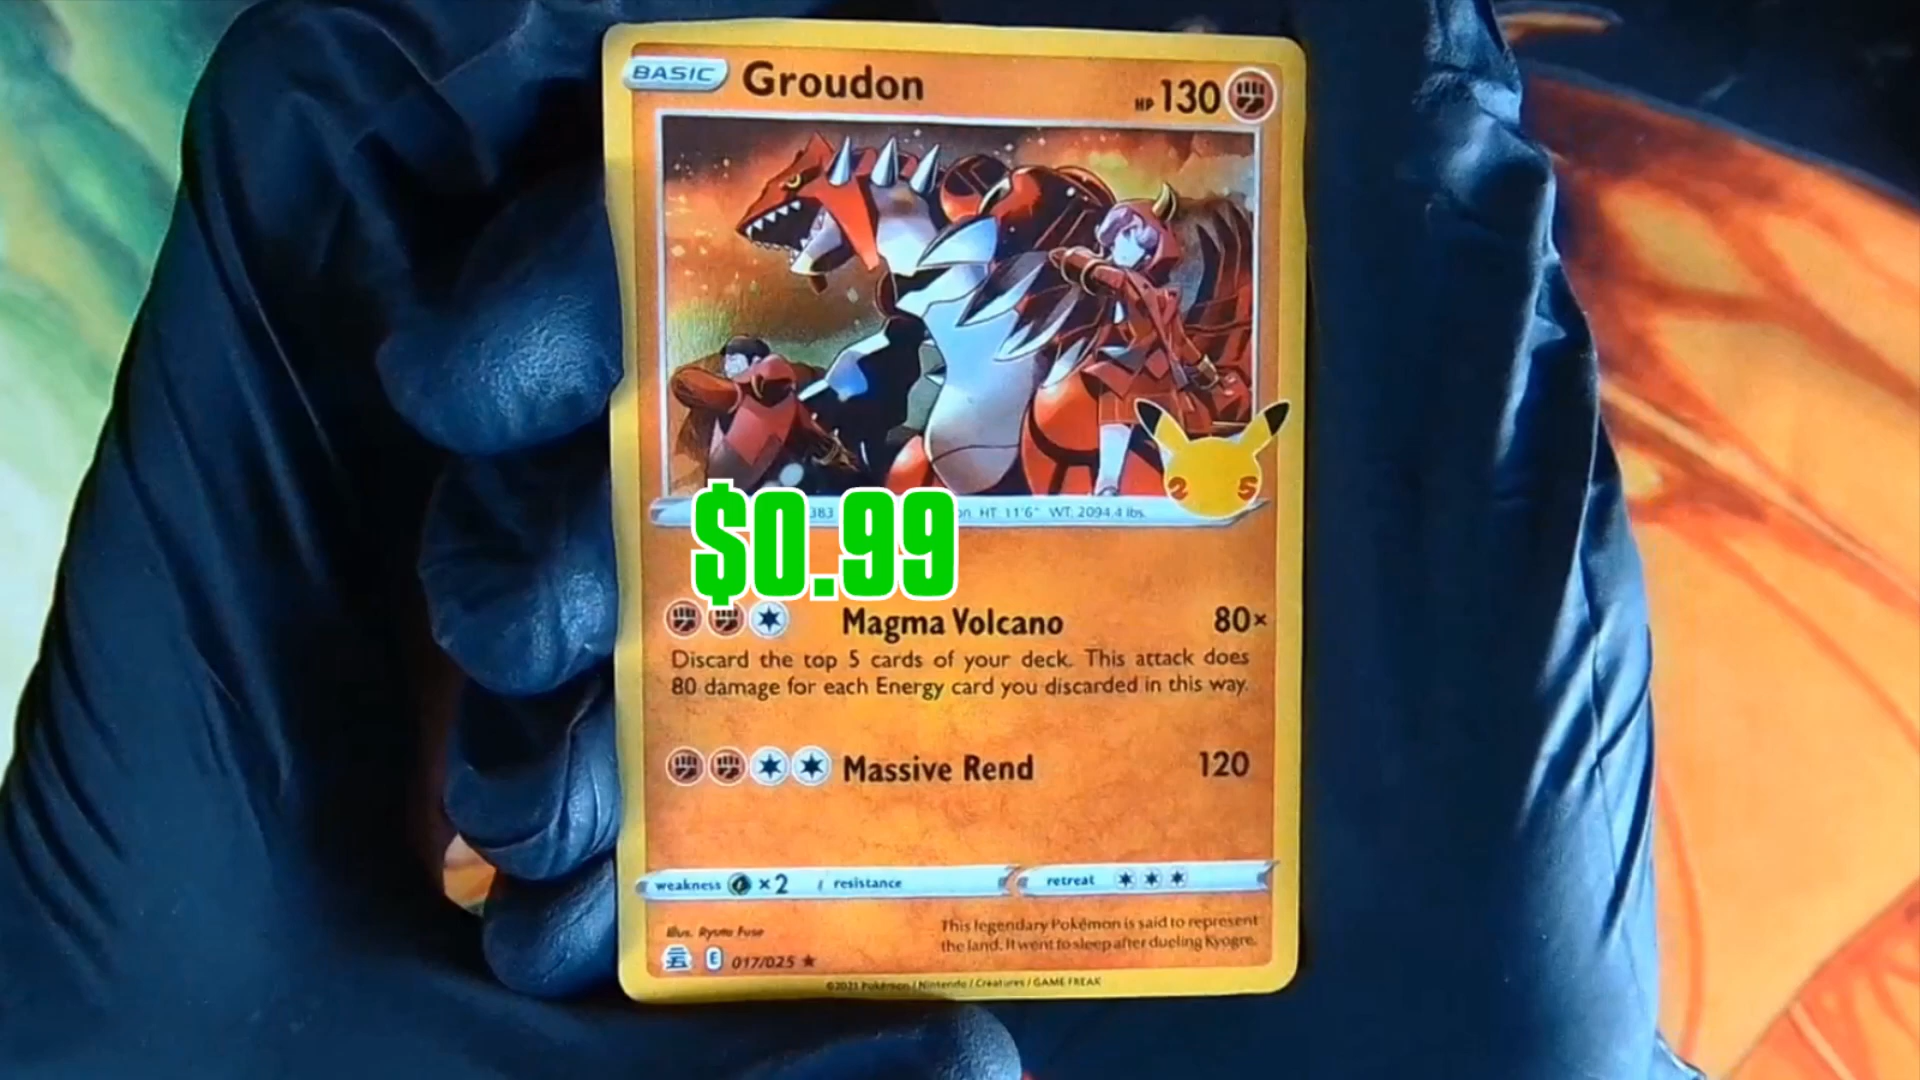 BASIC Groudon HP 130
25
$0.99
383 on. HT: 11'6" WT: 2094.4 lbs.
Magma Volcano 80×
Discard the top 5 cards of your deck. This attack does
80 damage for each Energy card you discarded in this way.
Massive Rend 120
weakness ×2 resistance retreat
Illus. Ryuta Fuse
This legendary Pokémon is said to represent
the land. It went to sleep after dueling Kyogre.
E 017/025 ★
©2021 Pokémon / Nintendo / Creatures / GAME FREAK